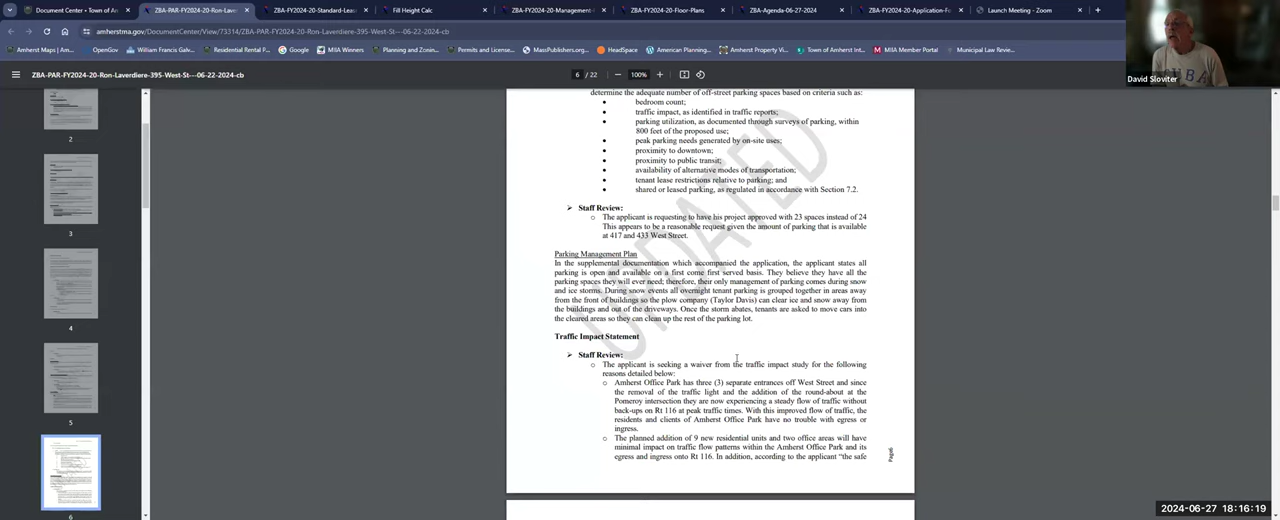 Document Center • Town of Am
ZBA-PAR-FY2024-20-Ron-Laver
ZBA-FY2024-20-Standard-Leas
Fill Height Calc
ZBA-FY2024-20-Management-
ZBA-FY2024-20-Floor-Plans
ZBA-Agenda-06-27-2024
ZBA-FY2024-20-Application-Fo
Launch Meeting - Zoom
amherstma.gov/DocumentCenter/View/73314/ZBA-PAR-FY2024-20-Ron-Laverdiere-395-West-St---06-22-2024-cb
Amherst Maps | Am...
OpenGov
William Francis Galv...
Google
Residential Rental P...
MIIA Winners
Planning and Zonin...
Permits and License...
MassPublishers.org...
HeadSpace
American Planning...
Amherst Property Vi...
Town of Amherst Int...
MIIA Member Portal
Municipal Law Revie...
ZBA-PAR-FY2024-20-Ron-Laverdiere-395-West-St---06-22-2024-cb
6 / 22
100%
David Sloviter
2
3
4
5
6
determine the adequate number of off-street parking spaces based on criteria such as:
• bedroom count;
• traffic impact, as identified in traffic reports;
• parking utilization, as documented through surveys of parking, within
800 feet of the proposed use;
• peak parking needs generated by on-site uses;
• proximity to downtown;
• proximity to public transit;
• availability of alternative modes of transportation;
• tenant lease restrictions relative to parking; and
• shared or leased parking, as regulated in accordance with Section 7.2.
UPDATED
➢ Staff Review:
o The applicant is requesting to have his project approved with 23 spaces instead of 24
This appears to be a reasonable request given the amount of parking that is available
at 417 and 433 West Street.
Parking Management Plan
In the supplemental documentation which accompanied the application, the applicant states all
parking is open and available on a first come first served basis. They believe they have all the
parking spaces they will ever need; therefore, their only management of parking comes during snow
and ice storms. During snow events all overnight tenant parking is grouped together in areas away
from the front of buildings so the plow company (Taylor Davis) can clear ice and snow away from
the buildings and out of the driveways. Once the storm abates, tenants are asked to move cars into
the cleared areas so they can clean up the rest of the parking lot.
Traffic Impact Statement
➢ Staff Review:
o The applicant is seeking a waiver from the traffic impact study for the following
reasons detailed below:
o Amherst Office Park has three (3) separate entrances off West Street and since
the removal of the traffic light and the addition of the round-about at the
Pomeroy intersection they are now experiencing a steady flow of traffic without
back-ups on Rt 116 at peak traffic times. With this improved flow of traffic, the
residents and clients of Amherst Office Park have no trouble with egress or
ingress.
o The planned addition of 9 new residential units and two office areas will have
minimal impact on traffic flow patterns within the Amherst Office Park and its
egress and ingress onto Rt 116. In addition, according to the applicant “the safe
Page6
2024-06-27 18:16:19